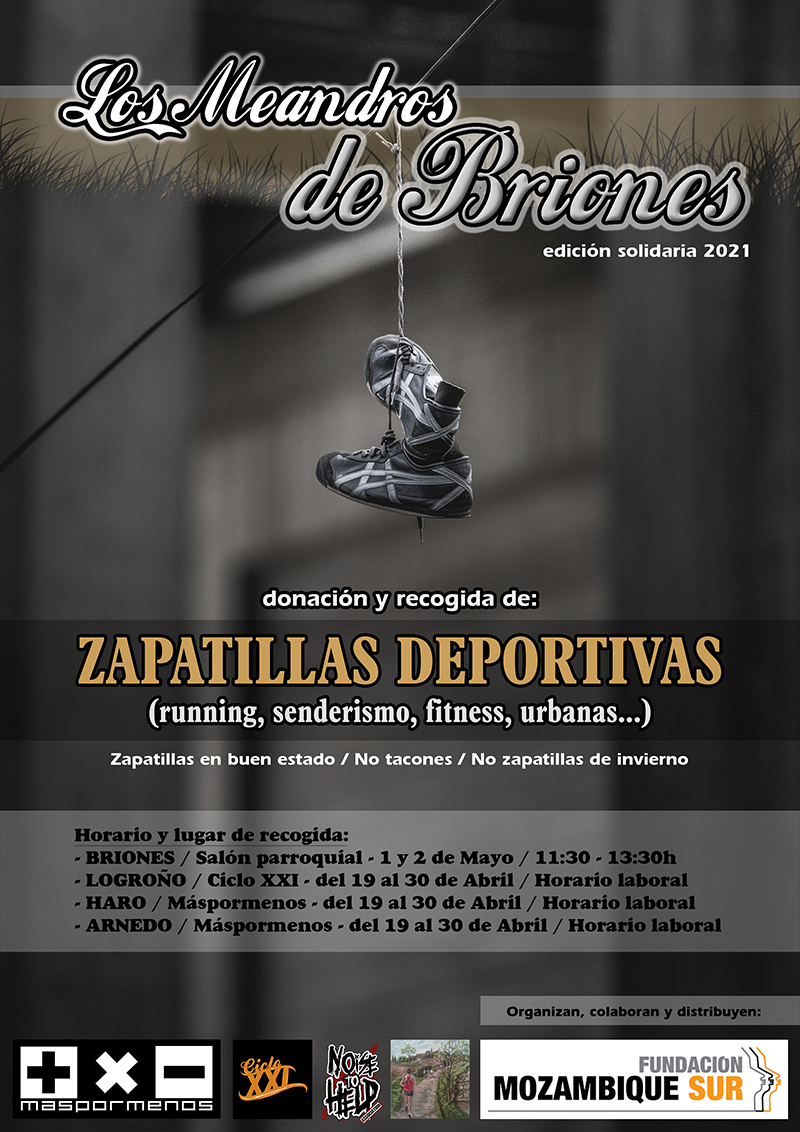 Los Meandros
de Briones
edición solidaria 2021
donación y recogida de:
ZAPATILLAS DEPORTIVAS
(running, senderismo, fitness, urbanas...)
Zapatillas en buen estado / No tacones / No zapatillas de invierno
Horario y lugar de recogida:
- BRIONES / Salón parroquial - 1 y 2 de Mayo / 11:30 - 13:30h
- LOGROÑO / Ciclo XXI - del 19 al 30 de Abril / Horario laboral
- HARO / Máspormenos - del 19 al 30 de Abril / Horario laboral
- ARNEDO / Máspormenos - del 19 al 30 de Abril / Horario laboral
Organizan, colaboran y distribuyen:
+ x -
maspormenos
Ciclo
XXI
NOISE
TO
HELP
FUNDACION
MOZAMBIQUE SUR